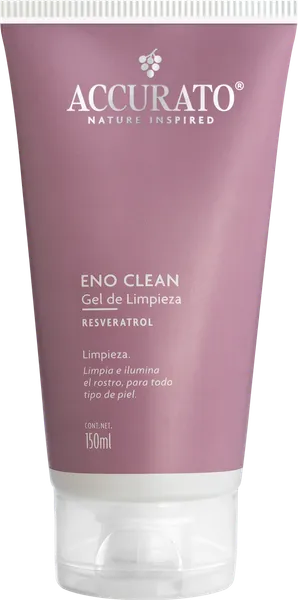 ACCURATO®
NATURE INSPIRED
ENO CLEAN
Gel de Limpieza
RESVERATROL
Limpieza.
Limpia e ilumina
el rostro, para todo
tipo de piel.
CONT. NET.
150ml